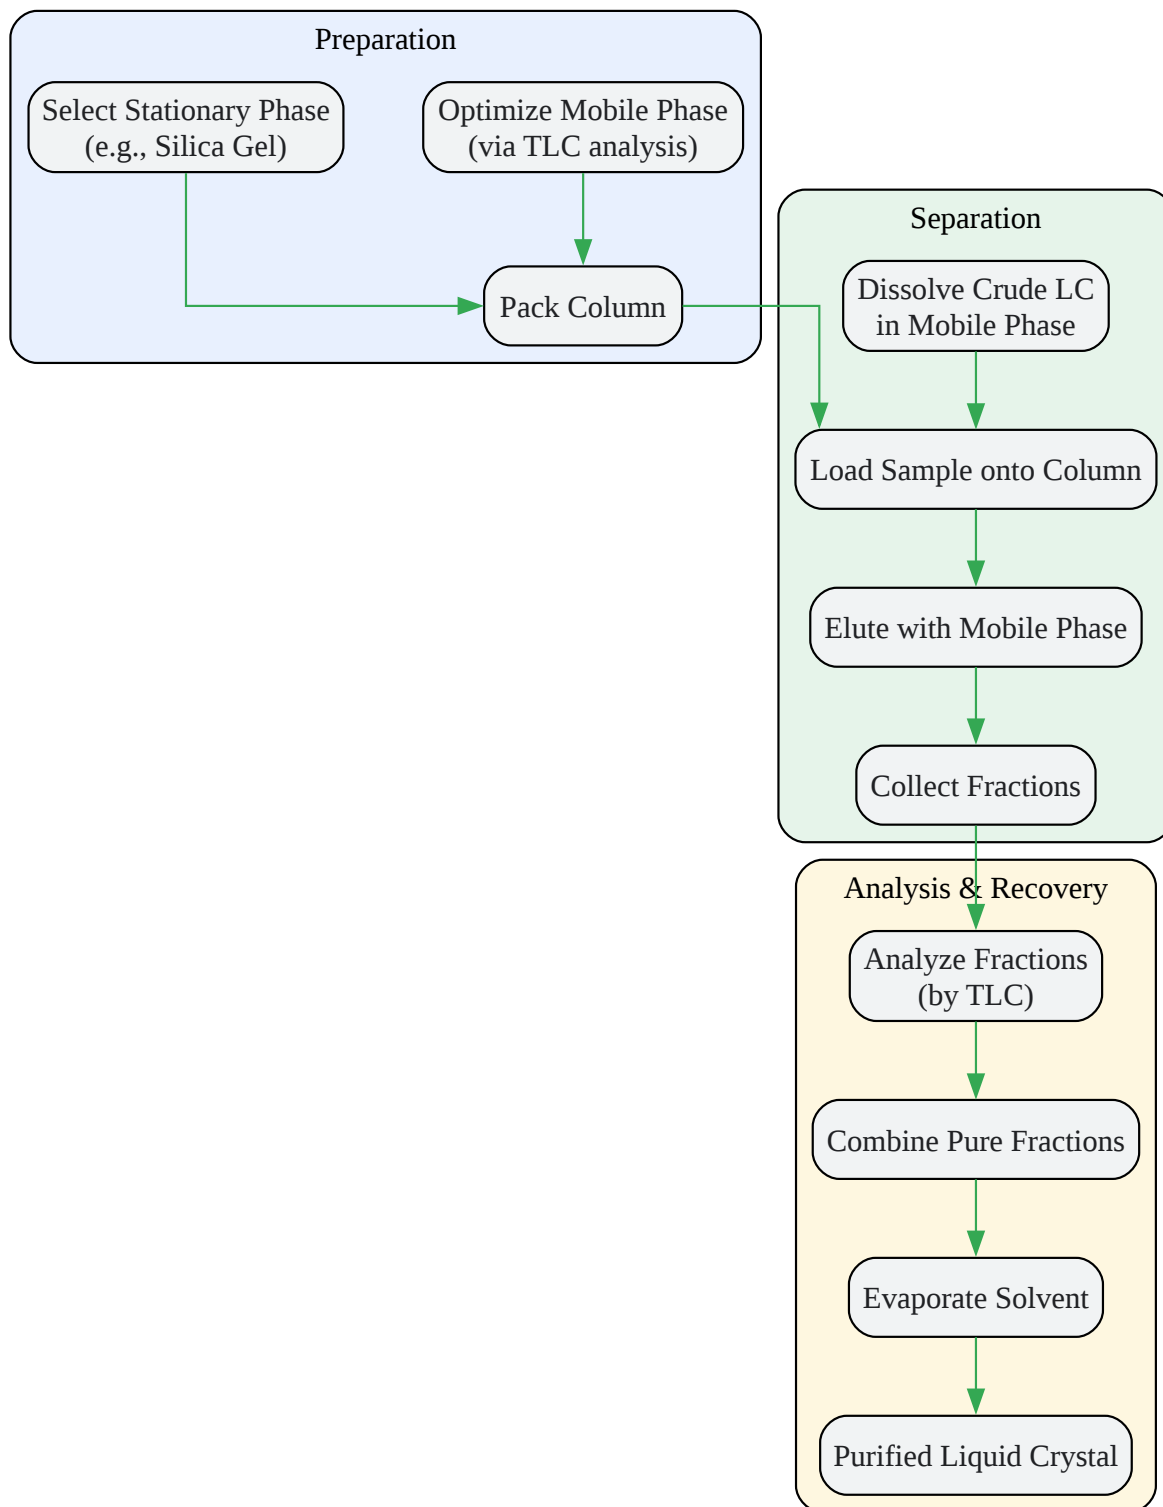 Preparation
Select Stationary Phase
(e.g., Silica Gel)
Optimize Mobile Phase
(via TLC analysis)
Pack Column
Separation
Dissolve Crude LC
in Mobile Phase
Load Sample onto Column
Elute with Mobile Phase
Collect Fractions
Analysis & Recovery
Analyze Fractions
(by TLC)
Combine Pure Fractions
Evaporate Solvent
Purified Liquid Crystal